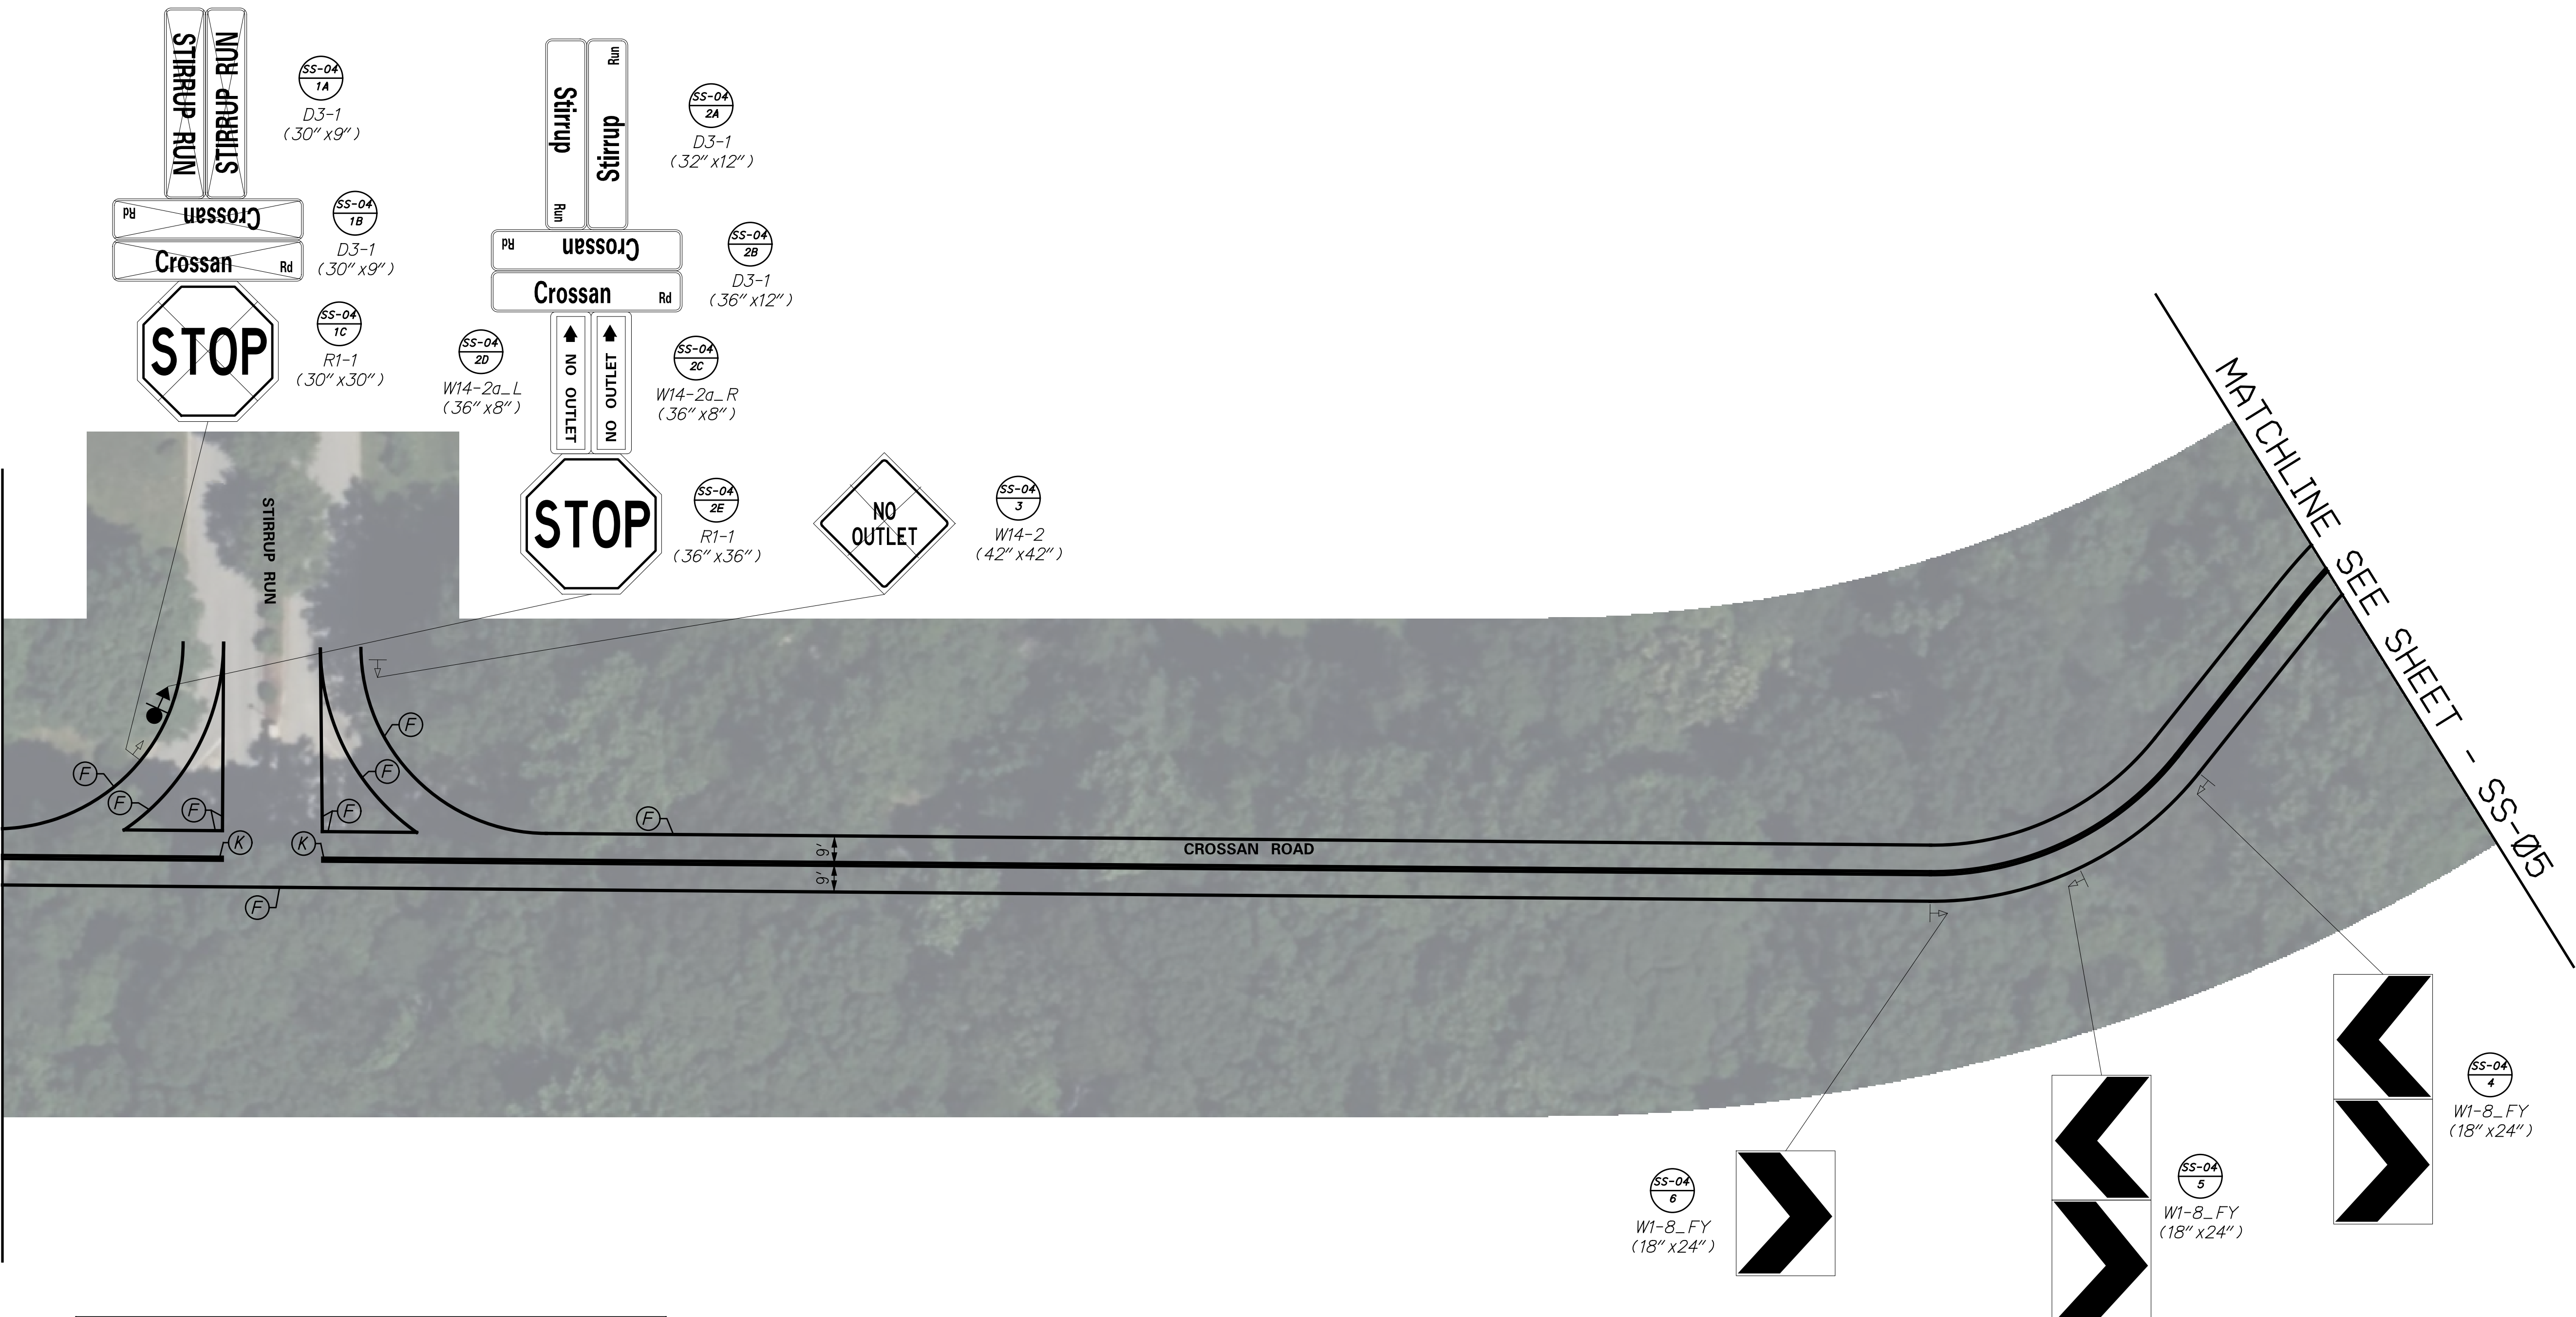 STIRRUP RUN
STIRRUP RUN
SS-04
1A
D3-1
(30"x9")
Crossan Rd
SS-04
1B
D3-1
(30"x9")
Crossan Rd
STOP
SS-04
1C
R1-1
(30"x30")
Stirrup Run
Stirrup Run
SS-04
2A
D3-1
(32"x12")
Crossan Rd
SS-04
2B
D3-1
(36"x12")
Crossan Rd
SS-04
2D
W14-2a_L
(36"x8")
NO OUTLET
NO OUTLET
SS-04
2C
W14-2a_R
(36"x8")
STOP
SS-04
2E
R1-1
(36"x36")
NO
OUTLET
SS-04
3
W14-2
(42"x42")
STIRRUP RUN
MATCHLINE SEE SHEET - SS-05
F
F
F
F
F
F
F
F
K
K
9'
9'
CROSSAN ROAD
SS-04
6
W1-8_FY
(18"x24")
SS-04
5
W1-8_FY
(18"x24")
SS-04
4
W1-8_FY
(18"x24")